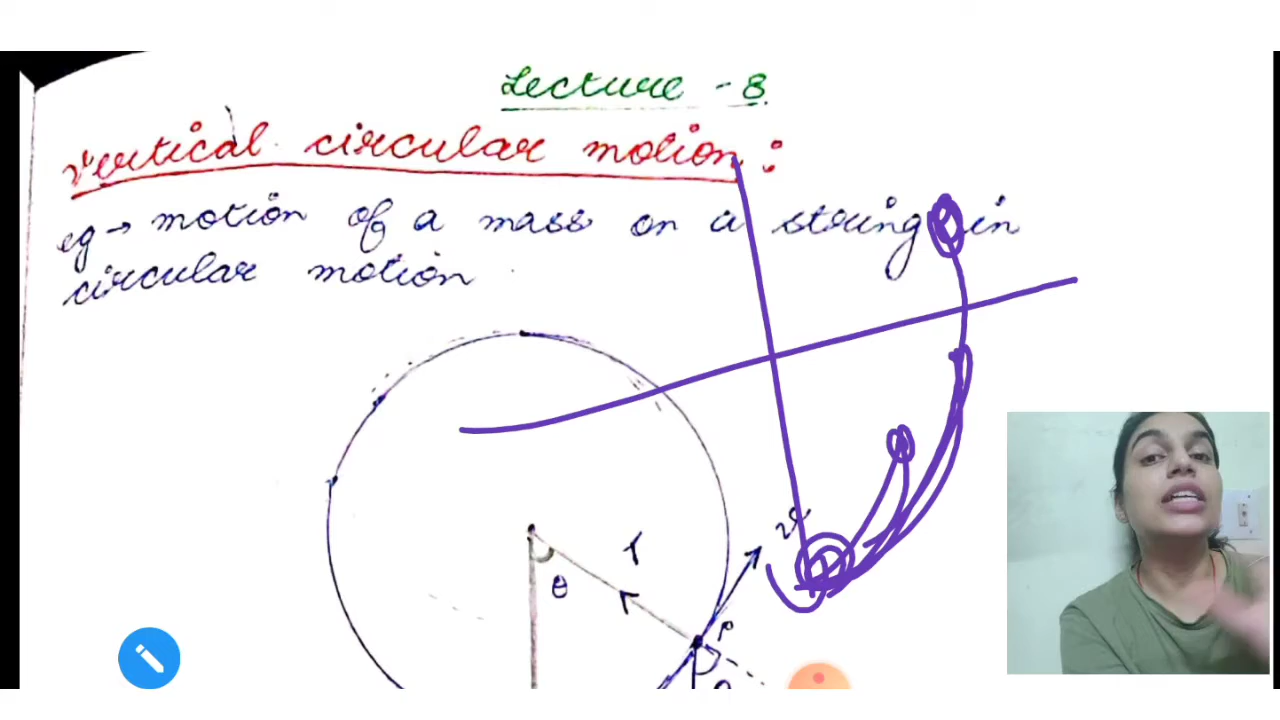 Lecture - 8
Vertical circular motion :
eg → motion of a mass on a string in
circular motion
r
θ
P